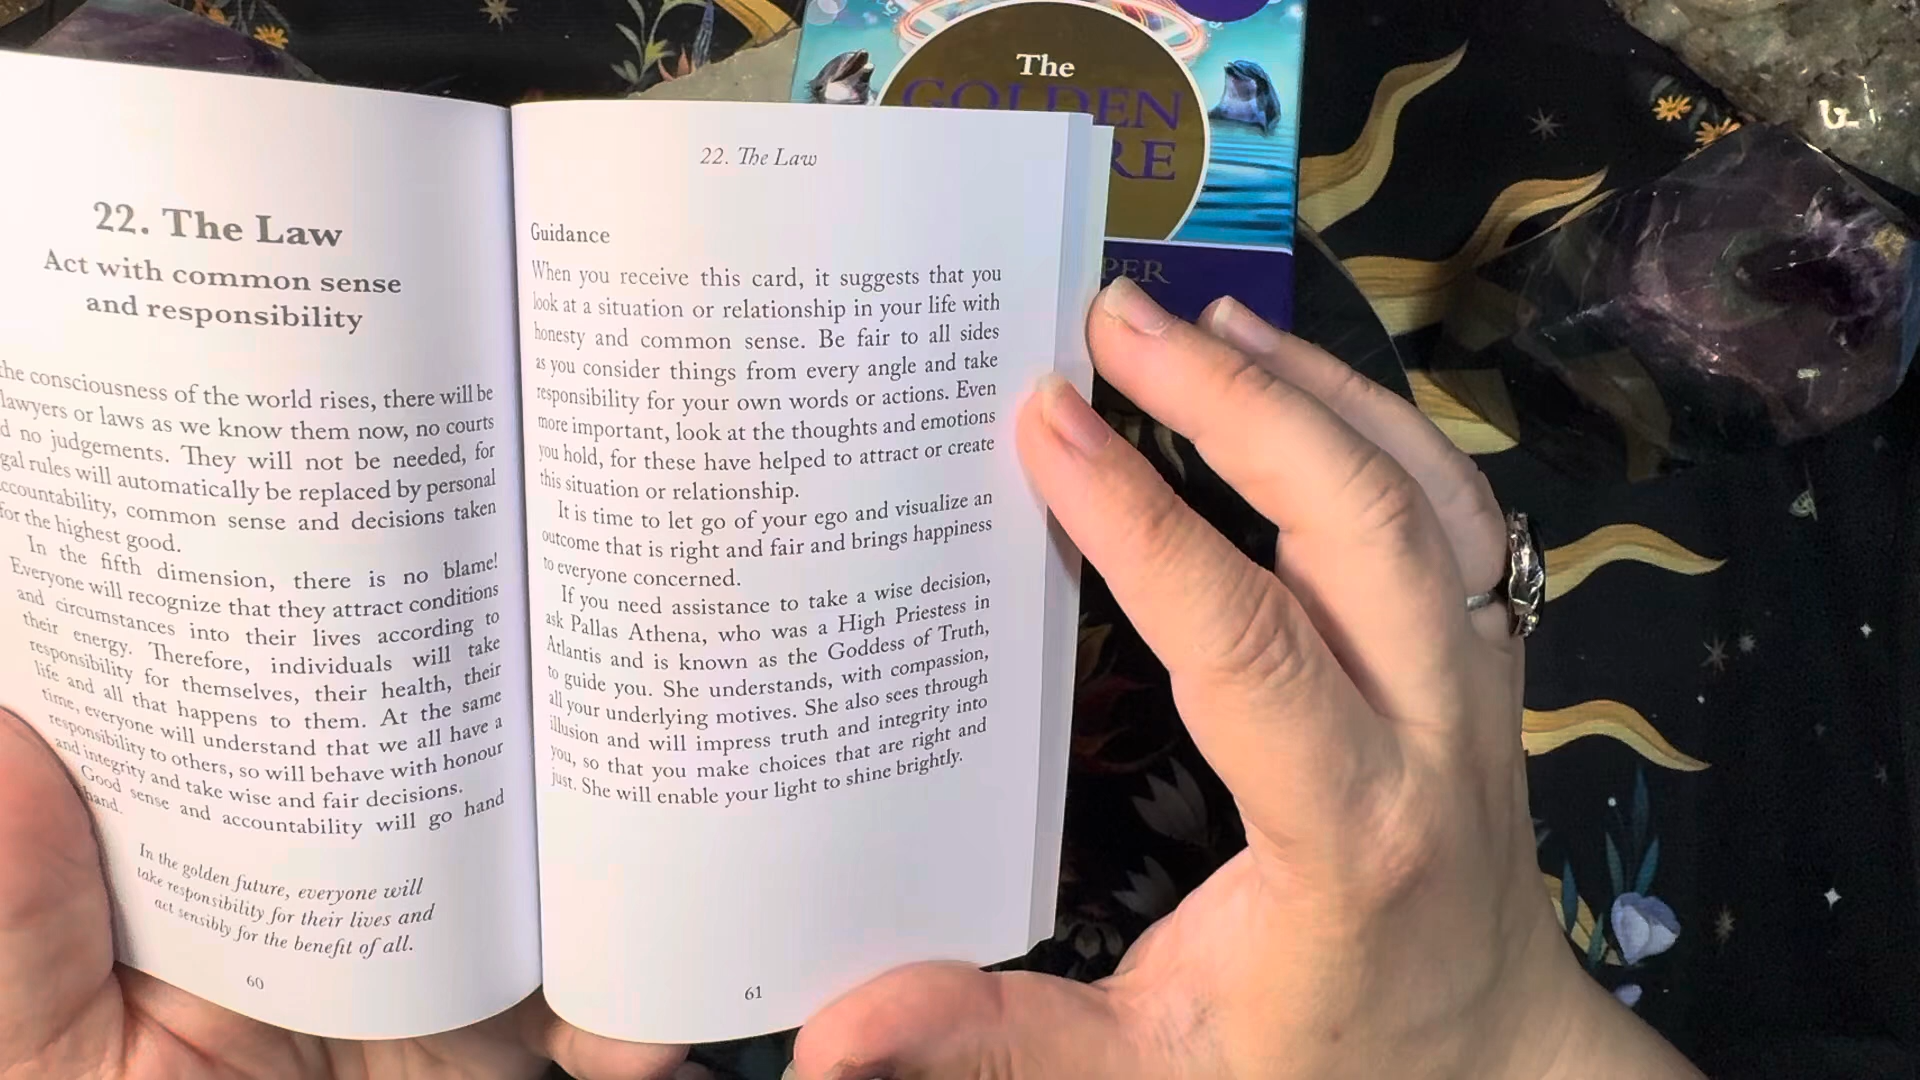 22. The Law
Act with common sense
and responsibility
the consciousness of the world rises, there will be
lawyers or laws as we know them now, no courts
no judgements. They will not be needed, for
rules will automatically be replaced by personal
accountability, common sense and decisions taken
for the highest good.
In the fifth dimension, there is no blame!
Everyone will recognize that they attract conditions
and circumstances into their lives according to
their energy. Therefore, individuals will take
responsibility for themselves, their health, their
life and all that happens to them. At the same
time, everyone will understand that we all have a
responsibility to others, so will behave with honour
and integrity and take wise and fair decisions.
Good sense and accountability will go hand
hand.
In the golden future, everyone will
take responsibility for their lives and
act sensibly for the benefit of all.
60
22. The Law
Guidance
When you receive this card, it suggests that you
look at a situation or relationship in your life with
honesty and common sense. Be fair to all sides
as you consider things from every angle and take
responsibility for your own words or actions. Even
more important, look at the thoughts and emotions
you hold, for these have helped to attract or create
this situation or relationship.
It is time to let go of your ego and visualize an
outcome that is right and fair and brings happiness
to everyone concerned.
If you need assistance to take a wise decision,
ask Pallas Athena, who was a High Priestess in
Atlantis and is known as the Goddess of Truth,
to guide you. She understands, with compassion,
all your underlying motives. She also sees through
illusion and will impress truth and integrity into
you, so that you make choices that are right and
just. She will enable your light to shine brightly.
61
The
GOLDEN
RE
PER